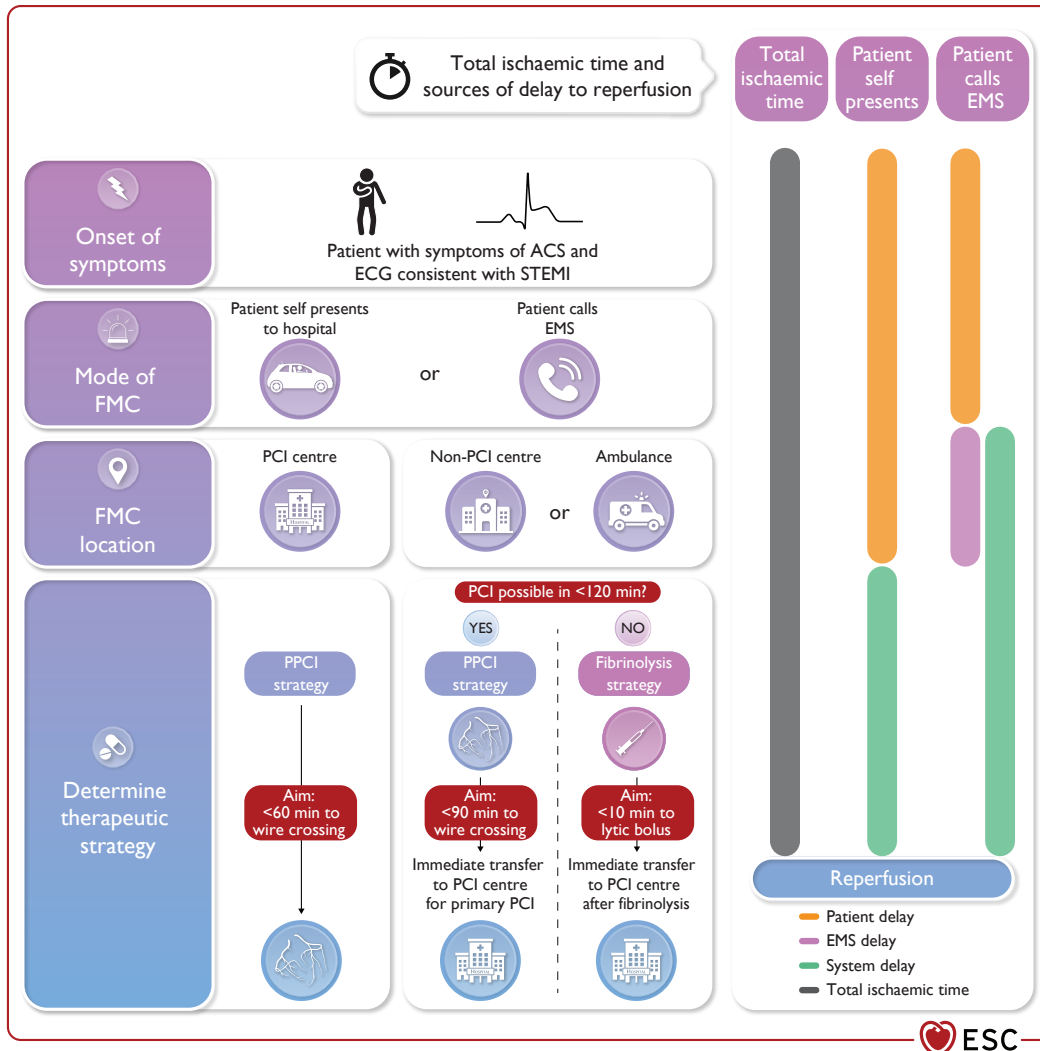 Total ischaemic time and
sources of delay to reperfusion
Total
ischaemic
time
Patient
self
presents
Patient
calls
EMS
Onset of
symptoms
Patient with symptoms of ACS and
ECG consistent with STEMI
Mode of
FMC
Patient self presents
to hospital
or
Patient calls
EMS
FMC
location
PCI centre
HOSPITAL
Non-PCI centre
or
Ambulance
Determine
therapeutic
strategy
PPCI
strategy
Aim:
<60 min to
wire crossing
PCI possible in <120 min?
YES
PPCI
strategy
Aim:
<90 min to
wire crossing
Immediate transfer
to PCI centre
for primary PCI
HOSPITAL
NO
Fibrinolysis
strategy
Aim:
<10 min to
lytic bolus
Immediate transfer
to PCI centre
after fibrinolysis
HOSPITAL
Reperfusion
Patient delay
EMS delay
System delay
Total ischaemic time
ESC